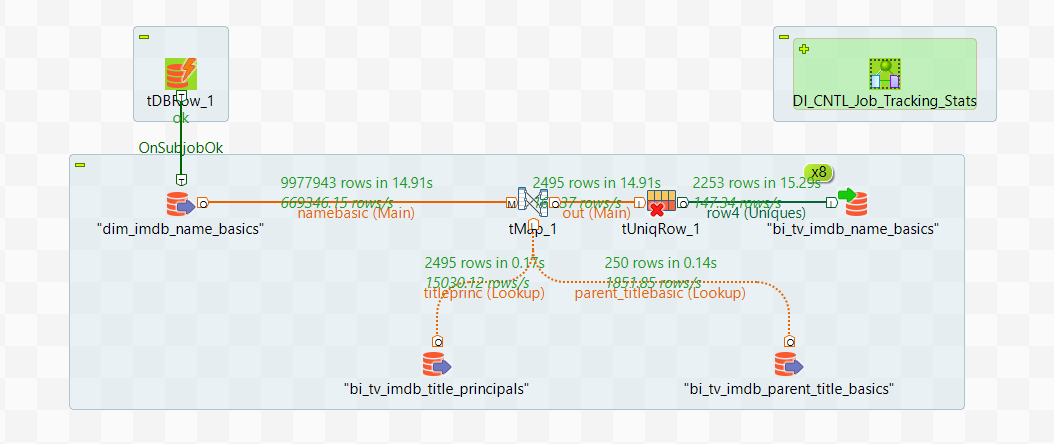 tDBRow_1
ok
OnSubjobOk
DI_CNTL_Job_Tracking_Stats
x8
9977943 rows in 14.91s
669346.15 rows/s
namebasic (Main)
2495 rows in 14.91s
37 rows/s
out (Main)
2253 rows in 15.29s
147.34 rows/s
row4 (Uniques)
"dim_imdb_name_basics"
tMap_1
tUniqRow_1
"bi_tv_imdb_name_basics"
2495 rows in 0.17s
15030.12 rows/s
titleprinc (Lookup)
250 rows in 0.14s
1851.85 rows/s
parent_titlebasic (Lookup)
"bi_tv_imdb_title_principals"
"bi_tv_imdb_parent_title_basics"